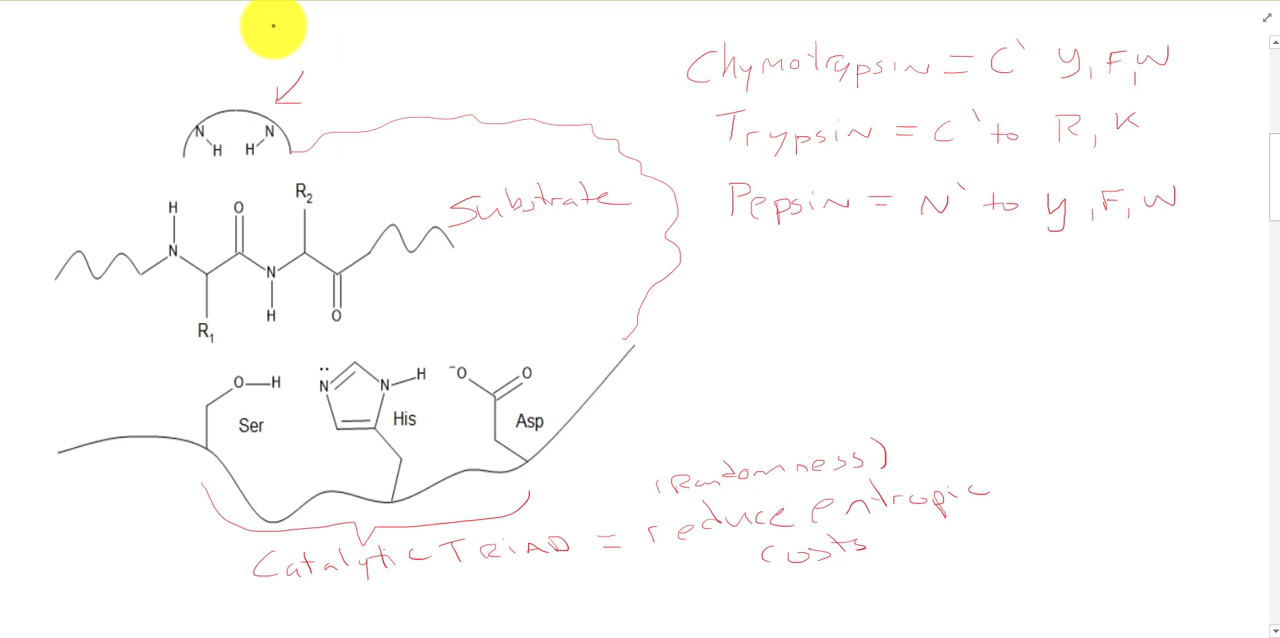 Chymotrypsin = C` Y, F, W
Trypsin = C` to R, K
Pepsin = N` to Y, F, W
N N
H H
R2
Substrate
H O
N
N
H O
R1
O H
N N H
-O O
Ser His Asp
(Randomness)
Catalytic TRIAD = reduce entropic
costs